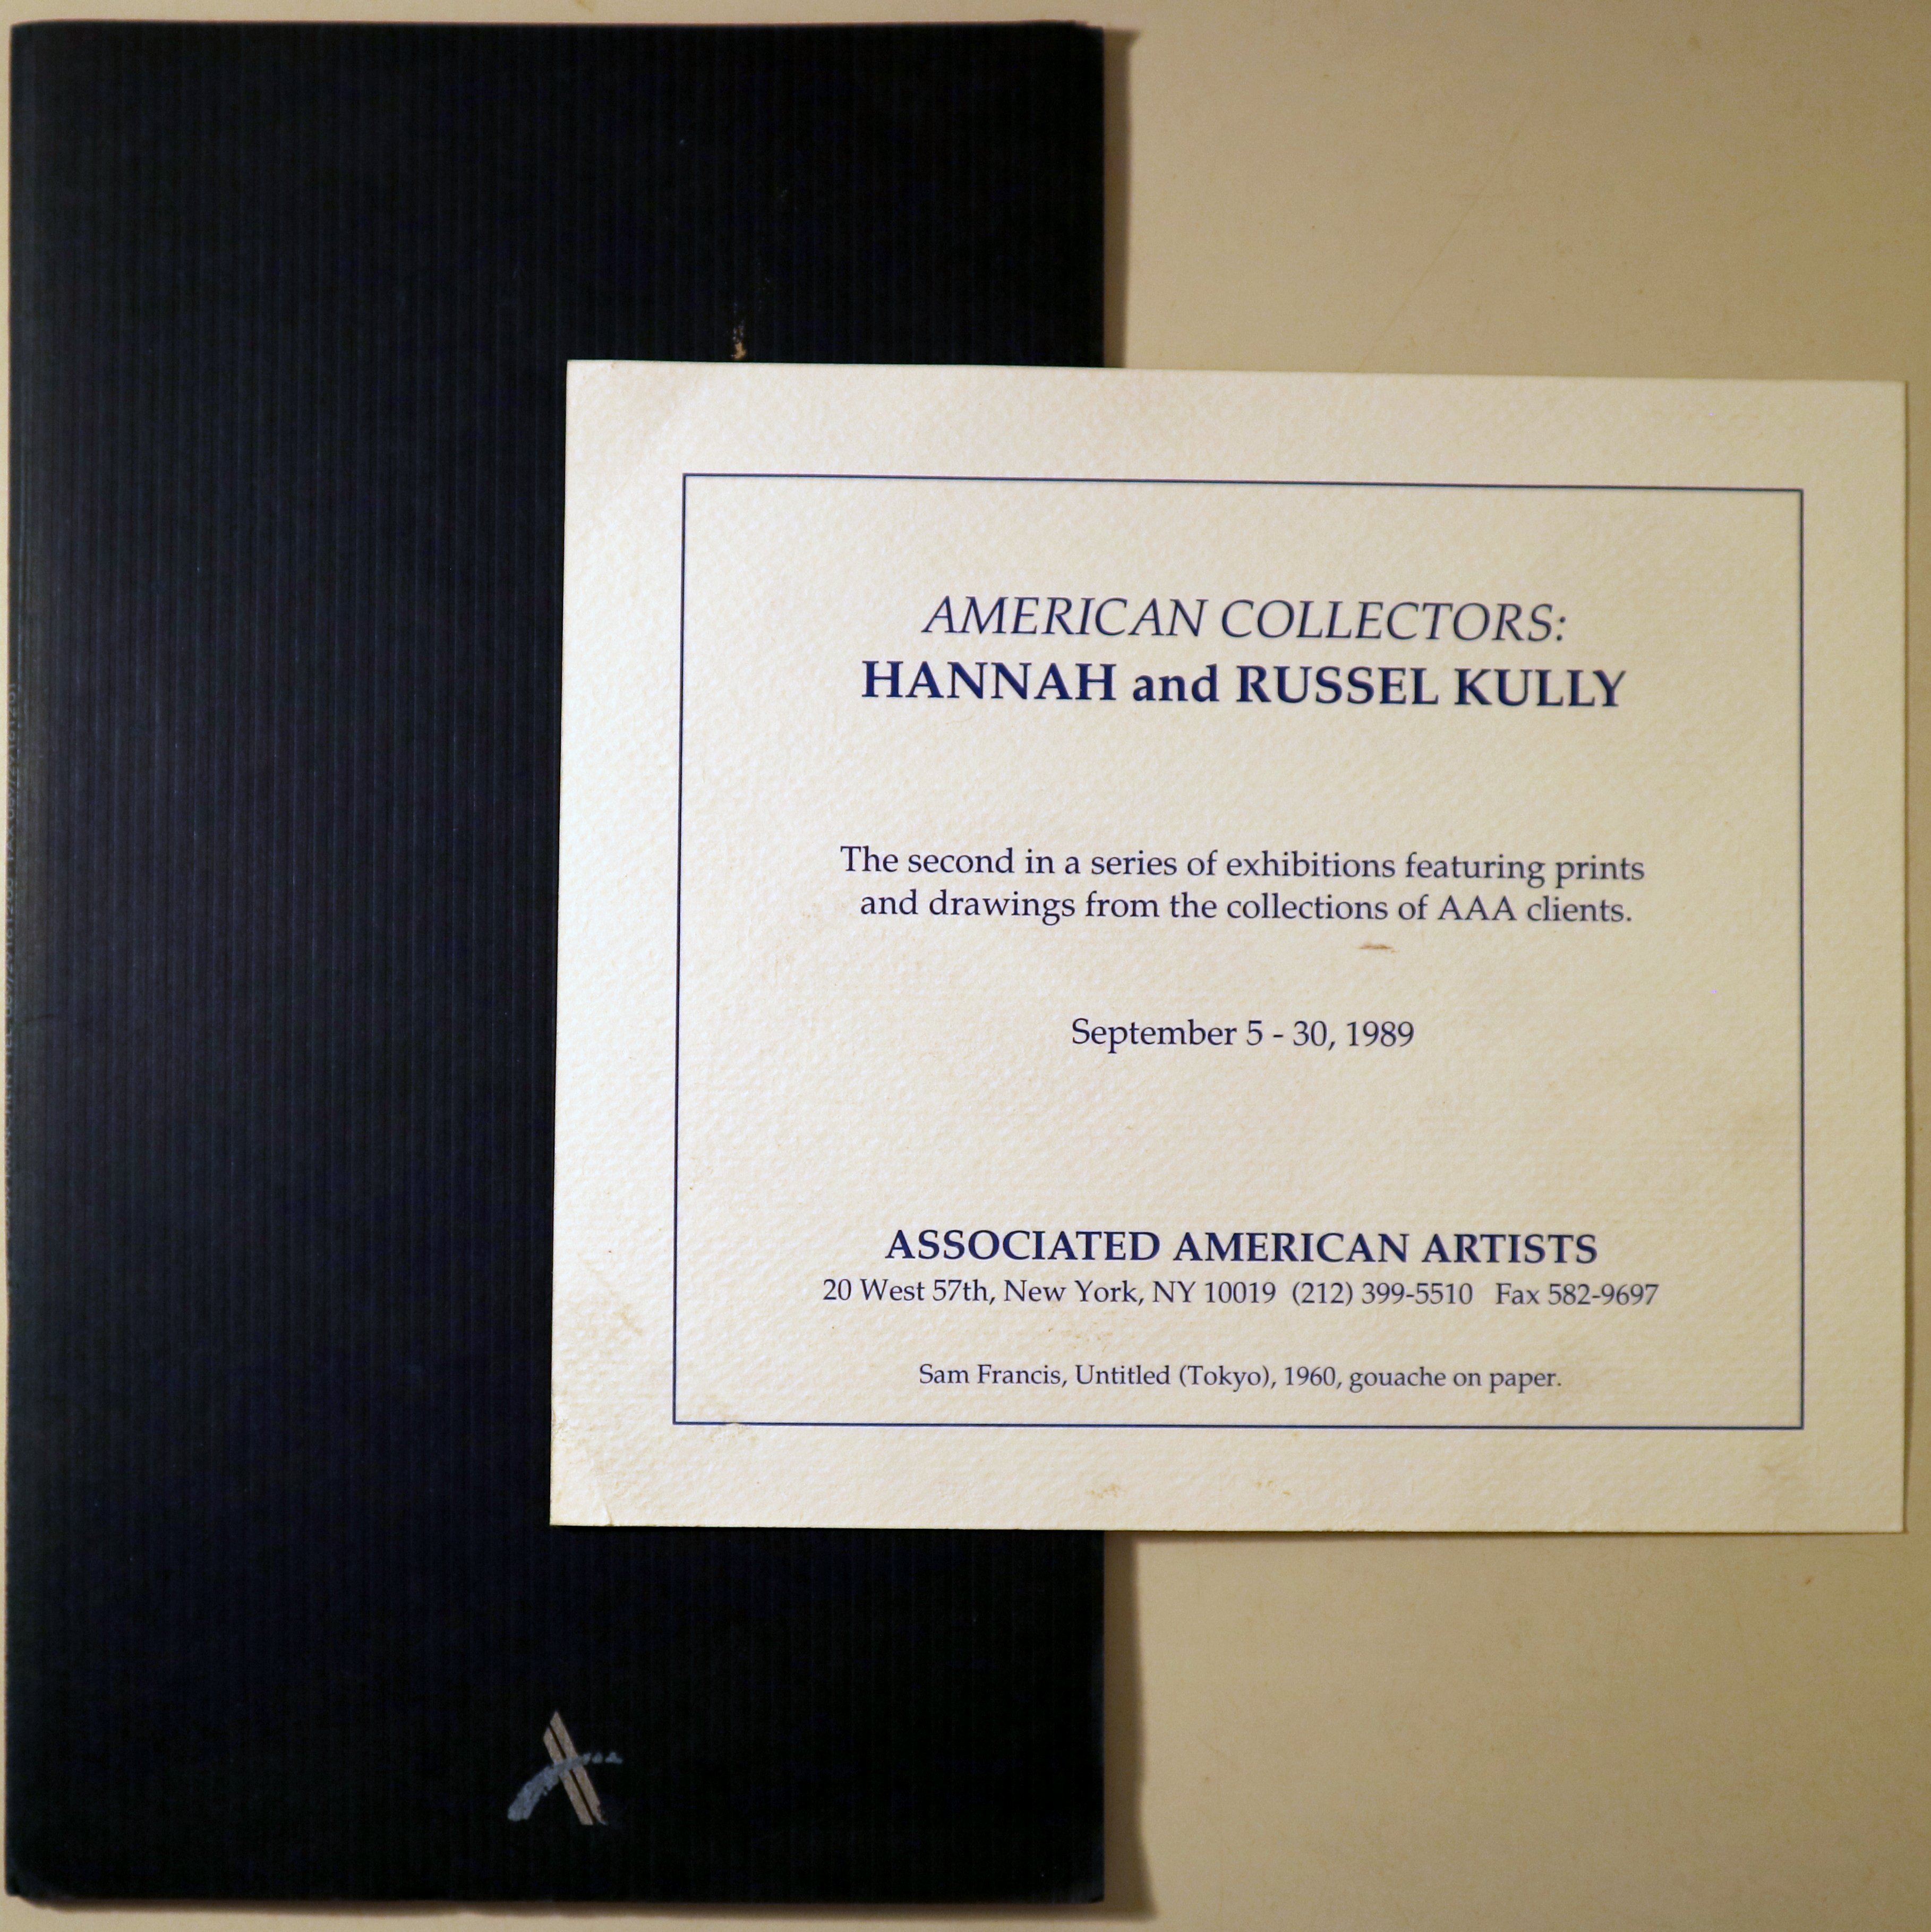 AMERICAN COLLECTORS:
HANNAH and RUSSEL KULLY
The second in a series of exhibitions featuring prints
and drawings from the collections of AAA clients.
September 5 - 30, 1989
ASSOCIATED AMERICAN ARTISTS
20 West 57th, New York, NY 10019 (212) 399-5510 Fax 582-9697
Sam Francis, Untitled (Tokyo), 1960, gouache on paper.